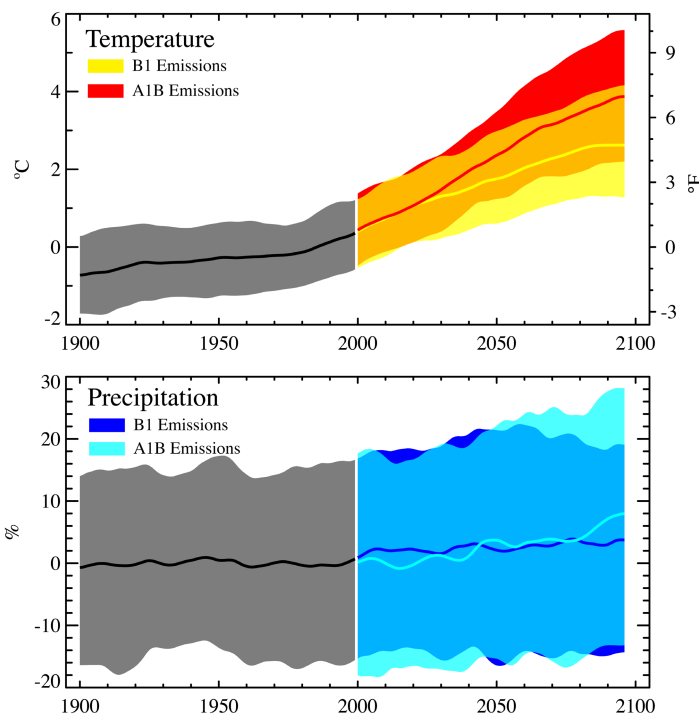 6
4
2
0
-2
°C
Temperature
B1 Emissions
A1B Emissions
9
6
3
0
-3
°F
1900 1950 2000 2050 2100
30
20
10
0
-10
-20
%
Precipitation
B1 Emissions
A1B Emissions
1900 1950 2000 2050 2100